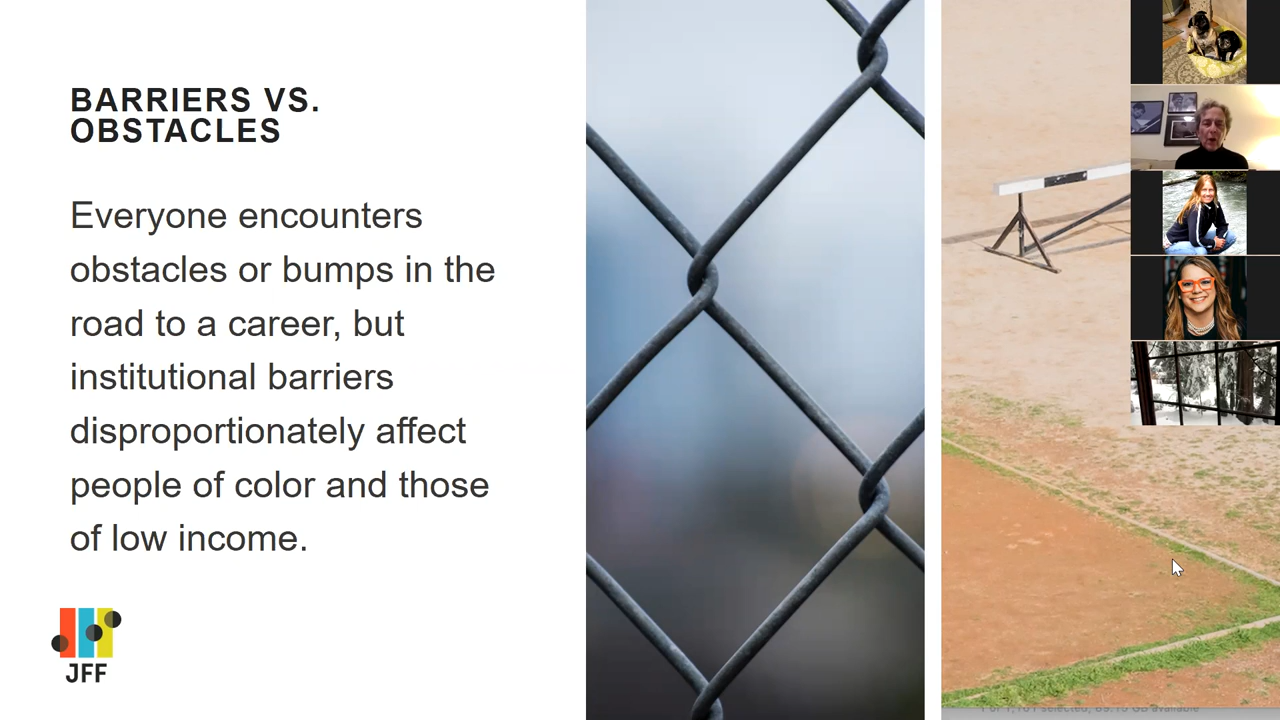 BARRIERS VS.
OBSTACLES
Everyone encounters
obstacles or bumps in the
road to a career, but
institutional barriers
disproportionately affect
people of color and those
of low income.
JFF